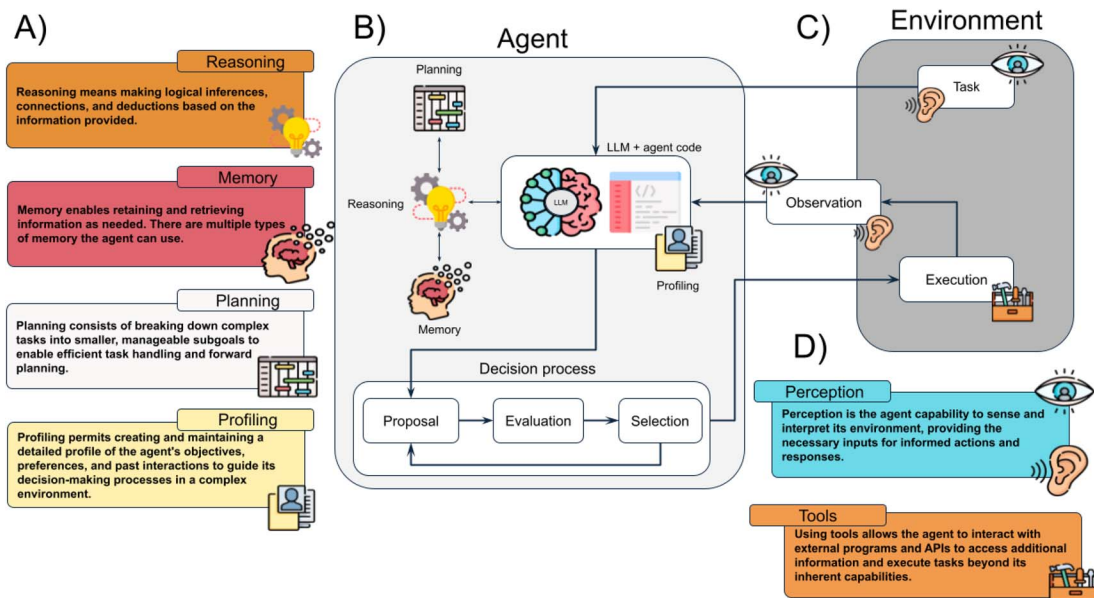 A)
Reasoning
Reasoning means making logical inferences,
connections, and deductions based on the
information provided.
Memory
Memory enables retaining and retrieving
information as needed. There are multiple types
of memory the agent can use.
Planning
Planning consists of breaking down complex
tasks into smaller, manageable subgoals to
enable efficient task handling and forward
planning.
Profiling
Profiling permits creating and maintaining a
detailed profile of the agent's objectives,
preferences, and past interactions to guide its
decision-making processes in a complex
environment.
B)
Agent
Planning
LLM + agent code
Reasoning
LLM
</>
Profiling
Memory
Decision process
Proposal
Evaluation
Selection
C)
Environment
Task
Observation
Execution
D)
Perception
Perception is the agent capability to sense and
interpret its environment, providing the
necessary inputs for informed actions and
responses.
Tools
Using tools allows the agent to interact with
external programs and APIs to access additional
information and execute tasks beyond its
inherent capabilities.